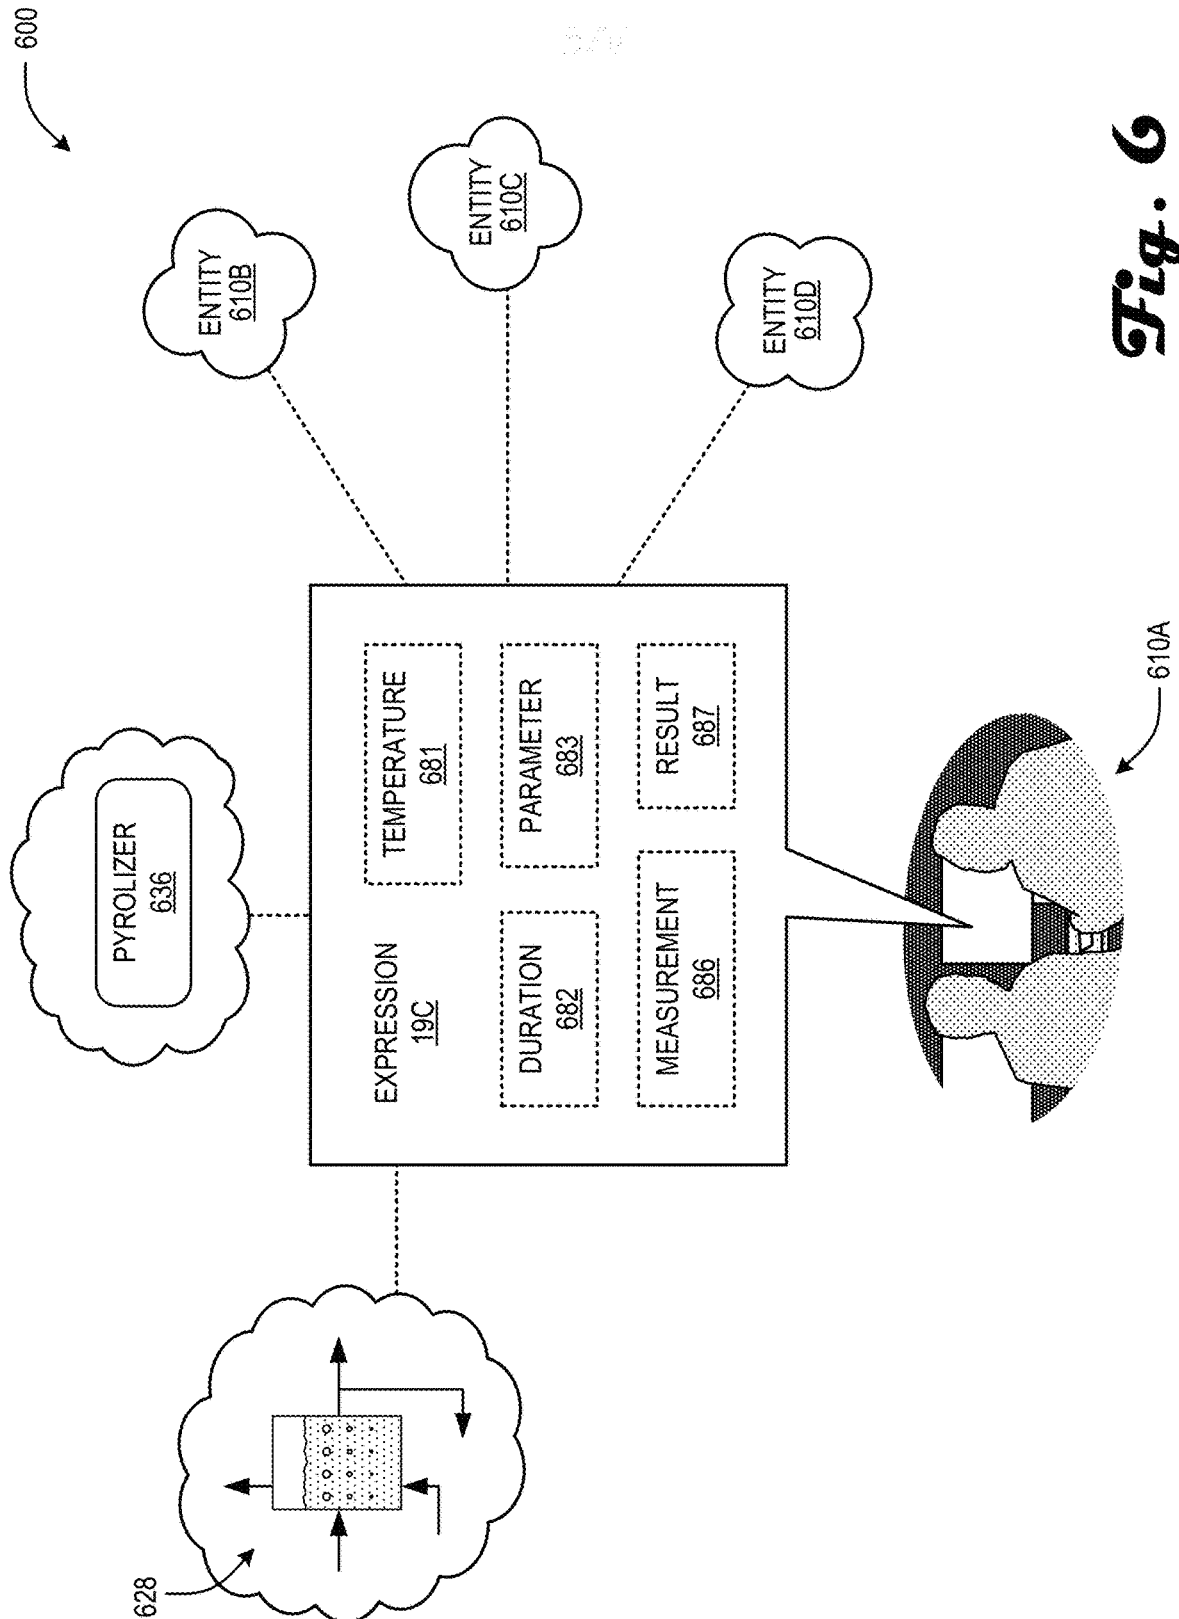 600
PYROLIZER
636
ENTITY
610B
ENTITY
610C
ENTITY
610D
628
EXPRESSION
19C
TEMPERATURE
681
DURATION
682
PARAMETER
683
MEASUREMENT
686
RESULT
687
610A
Fig. 6